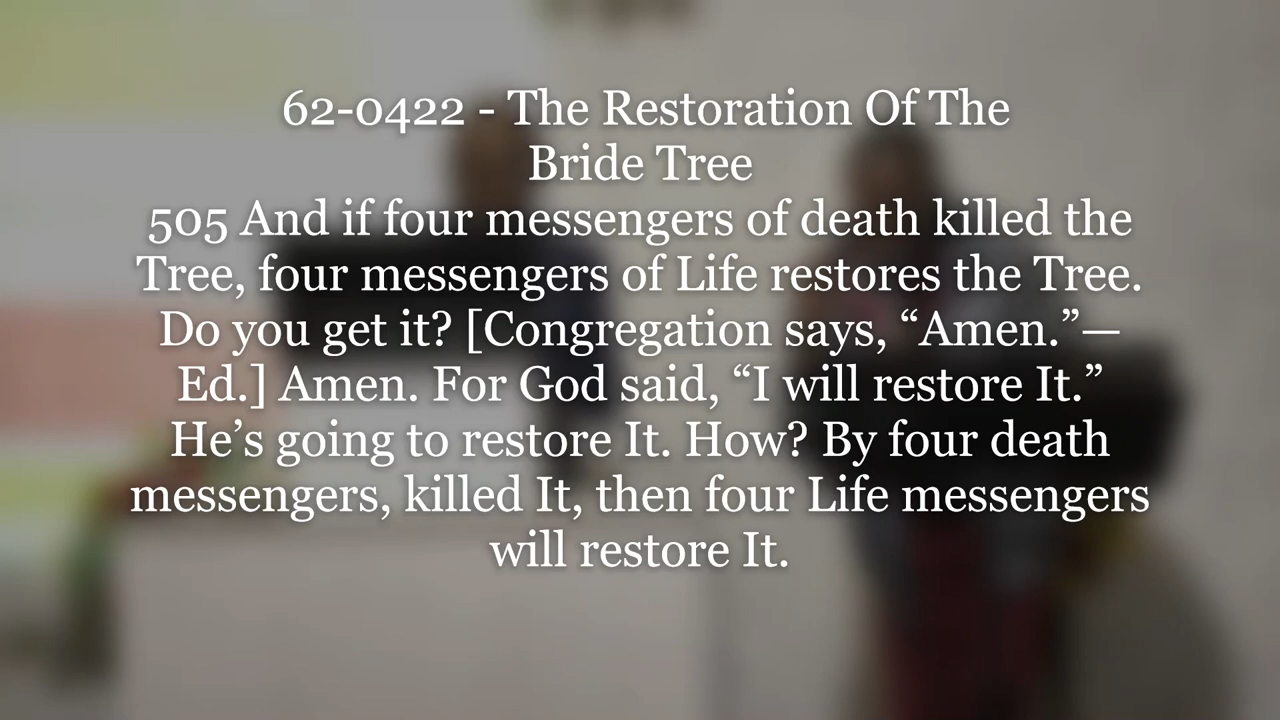 62-0422 - The Restoration Of The
Bride Tree
505 And if four messengers of death killed the
Tree, four messengers of Life restores the Tree.
Do you get it? [Congregation says, “Amen.”—
Ed.] Amen. For God said, “I will restore It.”
He’s going to restore It. How? By four death
messengers, killed It, then four Life messengers
will restore It.